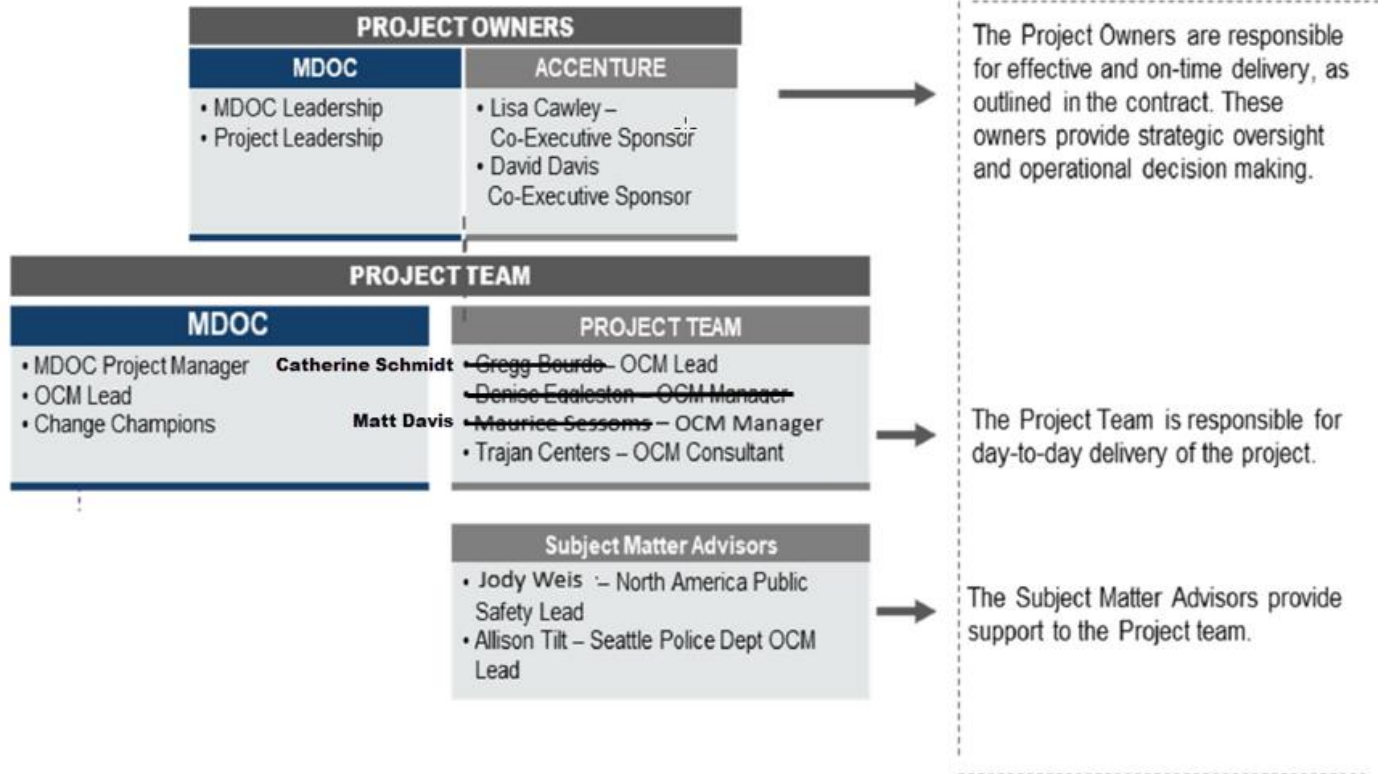 PROJECT OWNERS
MDOC
• MDOC Leadership
• Project Leadership
ACCENTURE
• Lisa Cawley –
Co-Executive Sponsor
• David Davis
Co-Executive Sponsor
The Project Owners are responsible
for effective and on-time delivery, as
outlined in the contract. These
owners provide strategic oversight
and operational decision making.
PROJECT TEAM
MDOC
• MDOC Project Manager
• OCM Lead
• Change Champions
PROJECT TEAM
Catherine Schmidt • Gregg Bourdo – OCM Lead
• Denise Eggleston – OCM Manager
Matt Davis • Maurice Sessoms – OCM Manager
• Trajan Centers – OCM Consultant
The Project Team is responsible for
day-to-day delivery of the project.
Subject Matter Advisors
• Jody Weis – North America Public
Safety Lead
• Allison Tilt – Seattle Police Dept OCM
Lead
The Subject Matter Advisors provide
support to the Project team.